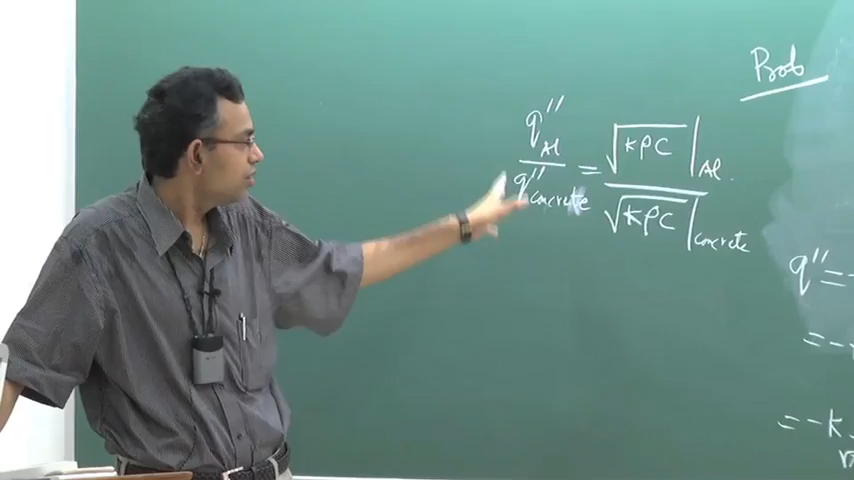 Prob
q''Al / q''concrete = √kρc|Al. / √kρc|concrete
q'' = -
= -
= - k